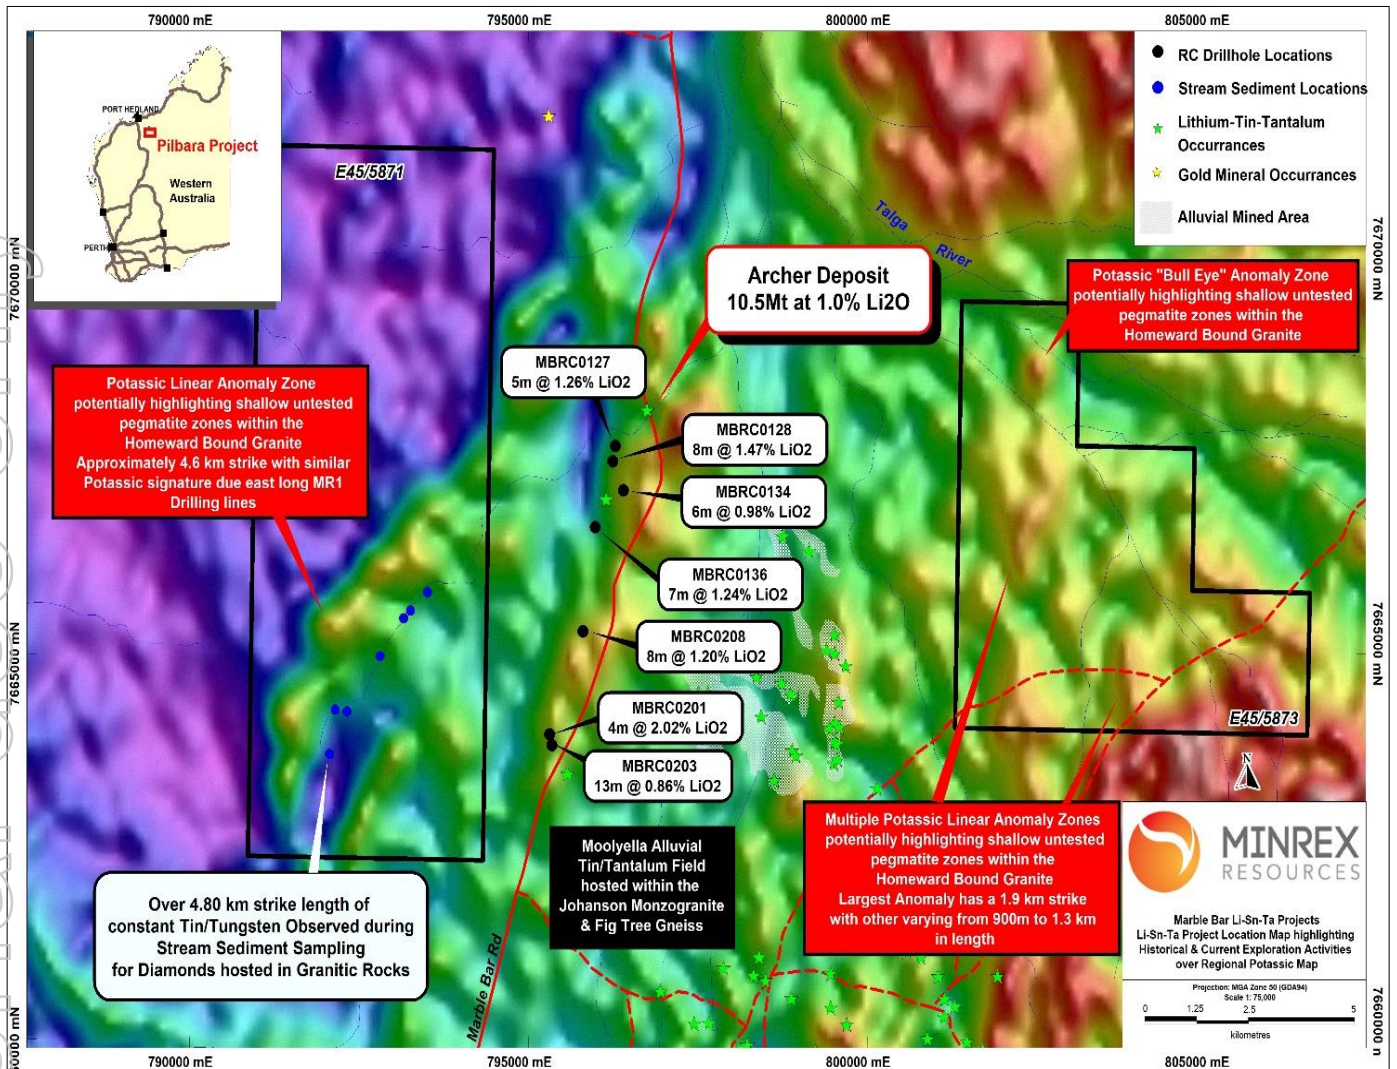 790000 mE
795000 mE
800000 mE
805000 mE
PORT HEDLAND
Pilbara Project
Western
Australia
PERTH
E45/5871
RC Drillhole Locations
Stream Sediment Locations
Lithium-Tin-Tantalum
Occurrances
Gold Mineral Occurrances
Alluvial Mined Area
Talga
River
7670000 mN
7670000 mN
Archer Deposit
10.5Mt at 1.0% Li2O
Potassic "Bull Eye" Anomaly Zone
potentially highlighting shallow untested
pegmatite zones within the
Homeward Bound Granite
Potassic Linear Anomaly Zone
potentially highlighting shallow untested
pegmatite zones within the
Homeward Bound Granite
Approximately 4.6 km strike with similar
Potassic signature due east long MR1
Drilling lines
MBRC0127
5m @ 1.26% LiO2
MBRC0128
8m @ 1.47% LiO2
MBRC0134
6m @ 0.98% LiO2
MBRC0136
7m @ 1.24% LiO2
MBRC0208
8m @ 1.20% LiO2
MBRC0201
4m @ 2.02% LiO2
MBRC0203
13m @ 0.86% LiO2
7665000 mN
7665000 mN
E45/5873
N
Moolyella Alluvial
Tin/Tantalum Field
hosted within the
Johanson Monzogranite
& Fig Tree Gneiss
Multiple Potassic Linear Anomaly Zones
potentially highlighting shallow untested
pegmatite zones within the
Homeward Bound Granite
Largest Anomaly has a 1.9 km strike
with other varying from 900m to 1.3 km
in length
Over 4.80 km strike length of
constant Tin/Tungsten Observed during
Stream Sediment Sampling
for Diamonds hosted in Granitic Rocks
Marble Bar Rd
MINREX
RESOURCES
Marble Bar Li-Sn-Ta Projects
Li-Sn-Ta Project Location Map highlighting
Historical & Current Exploration Activities
over Regional Potassic Map
Projection: MGA Zone 50 (GDA94)
Scale 1: 75,000
0 1.25 2.5 5
kilometres
7660000 n
0000 mN
790000 mE
795000 mE
800000 mE
805000 mE